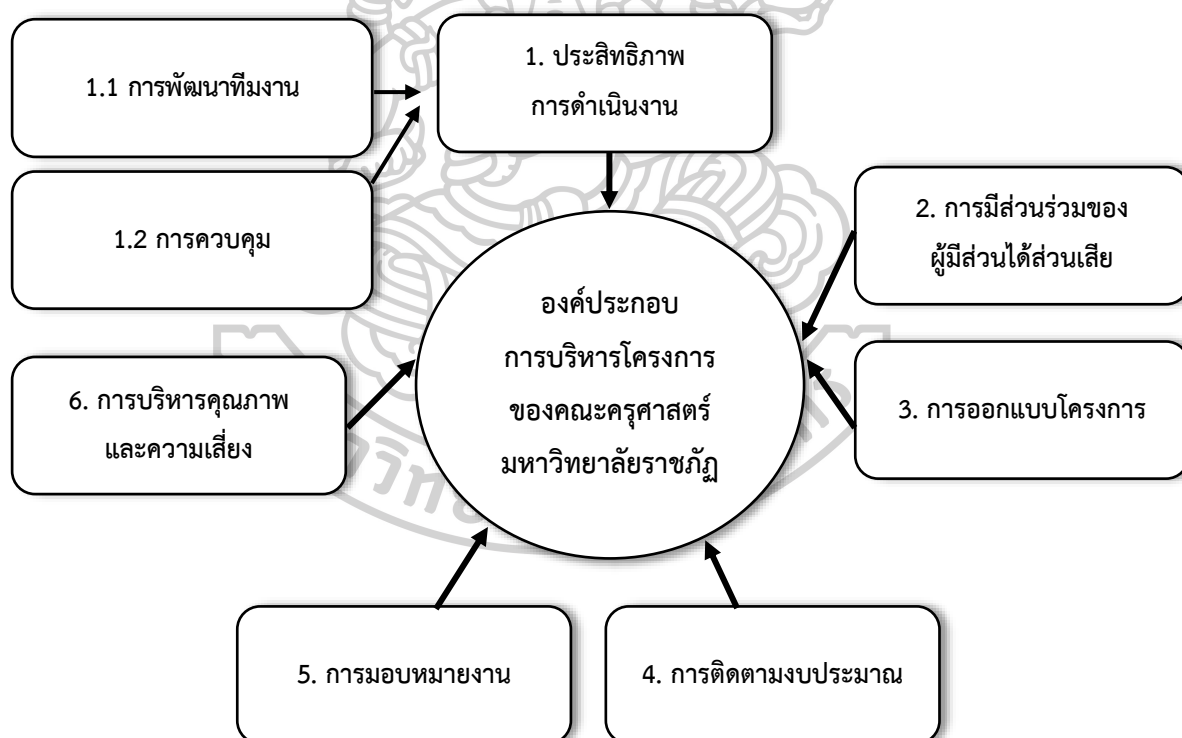 1.1 การพัฒนาทีมงาน
1. ประสิทธิภาพ
การดำเนินงาน
1.2 การควบคุม
2. การมีส่วนร่วมของ
ผู้มีส่วนได้ส่วนเสีย
องค์ประกอบ
การบริหารโครงการ
ของคณะครุศาสตร์
มหาวิทยาลัยราชภัฏ
6. การบริหารคุณภาพ
และความเสี่ยง
3. การออกแบบโครงการ
5. การมอบหมายงาน
4. การติดตามงบประมาณ